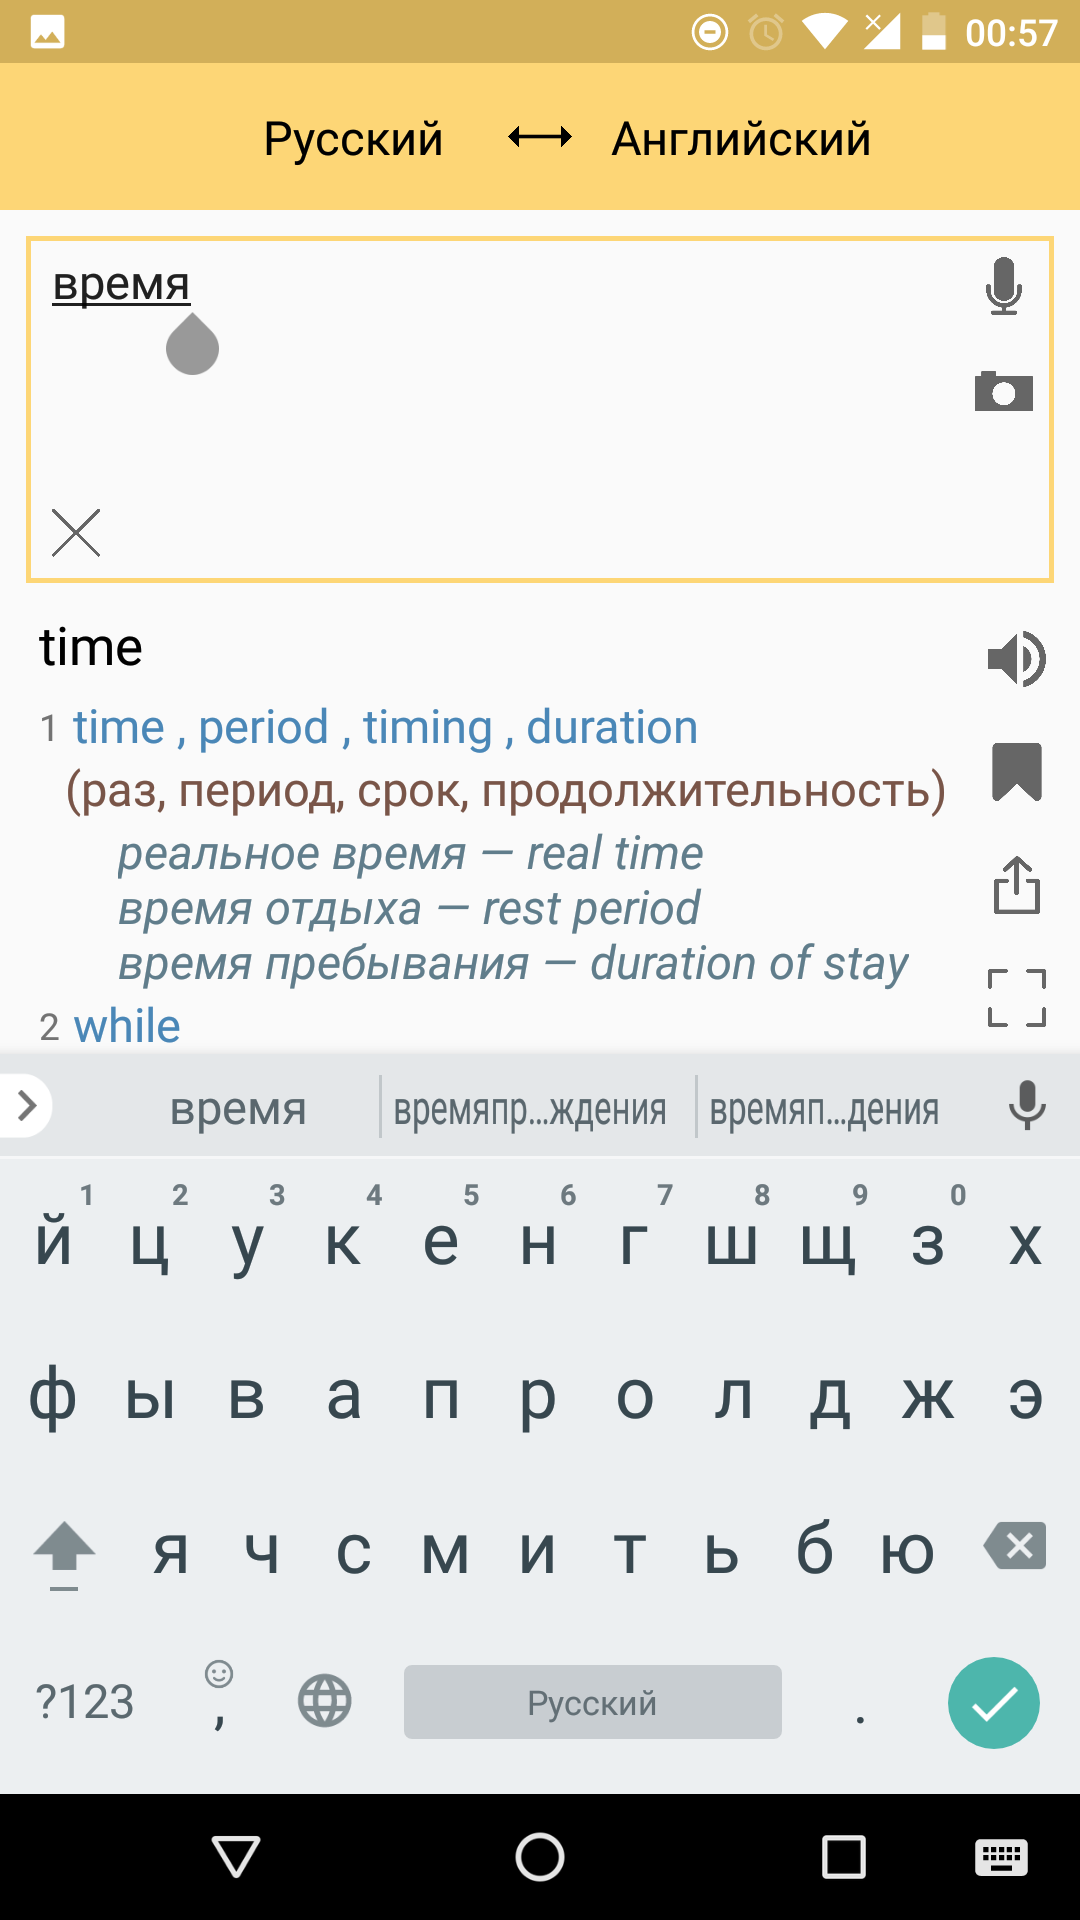 00:57
Русский Английский
время
time
1 time , period , timing , duration
(раз, период, срок, продолжительность)
реальное время — real time
время отдыха — rest period
время пребывания — duration of stay
2 while
время времяпр...ждения времяп...дения
1 2 3 4 5 6 7 8 9 0
й ц у к е н г ш щ з х
ф ы в а п р о л д ж э
я ч с м и т ь б ю
?123 , Русский .